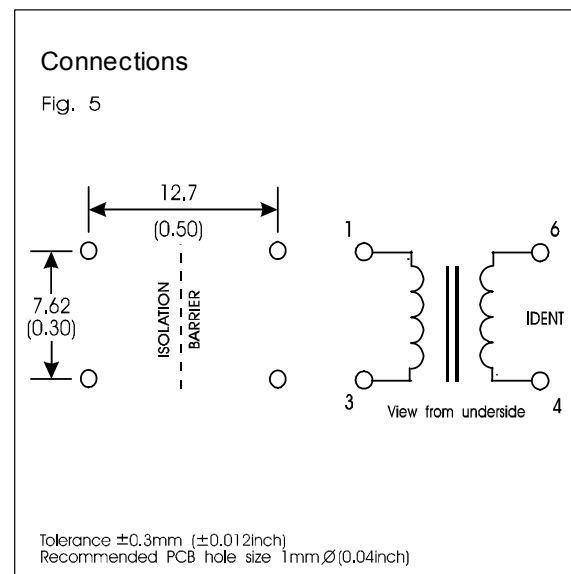 Connections
Fig. 5
12.7
(0.50)
7.62
(0.30)
ISOLATION
BARRIER
1
6
IDENT
3
4
View from underside
Tolerance ±0.3mm (±0.012inch)
Recommended PCB hole size 1mmØ(0.04inch)